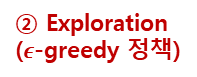 ② Exploration
(ϵ-greedy 정책)